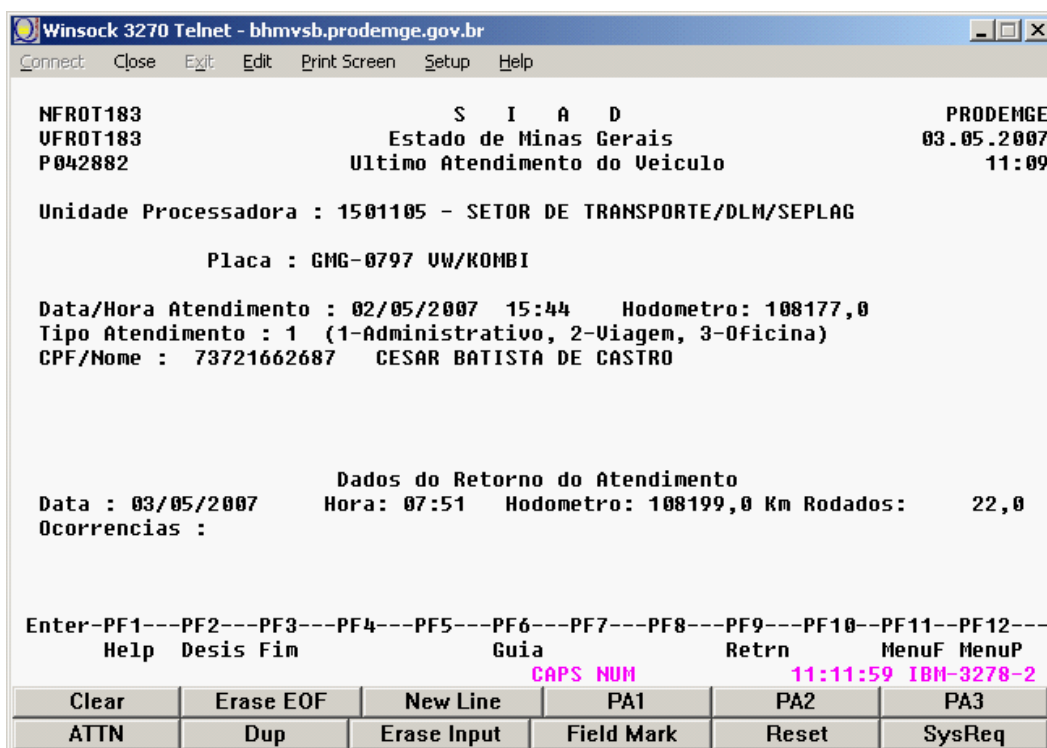 Winsock 3270 Telnet - bhmvsb.prodemge.gov.br
Connect Close Exit Edit Print Screen Setup Help
NFROT183 S I A D PRODEMGE
VFROT183 Estado de Minas Gerais 03.05.2007
P042882 Ultimo Atendimento do Veiculo 11:09
Unidade Processadora : 1501105 - SETOR DE TRANSPORTE/DLM/SEPLAG
Placa : GMG-0797 VW/KOMBI
Data/Hora Atendimento : 02/05/2007 15:44 Hodometro: 108177,0
Tipo Atendimento : 1 (1-Administrativo, 2-Viagem, 3-Oficina)
CPF/Nome : 73721662687 CESAR BATISTA DE CASTRO
Dados do Retorno do Atendimento
Data : 03/05/2007 Hora: 07:51 Hodometro: 108199,0 Km Rodados: 22,0
Ocorrencias :
Enter-PF1---PF2---PF3---PF4---PF5---PF6---PF7---PF8---PF9---PF10--PF11--PF12---
Help Desis Fim Guia Retrn MenuF MenuP
CAPS NUM 11:11:59 IBM-3278-2
Clear Erase EOF New Line PA1 PA2 PA3
ATTN Dup Erase Input Field Mark Reset SysReq